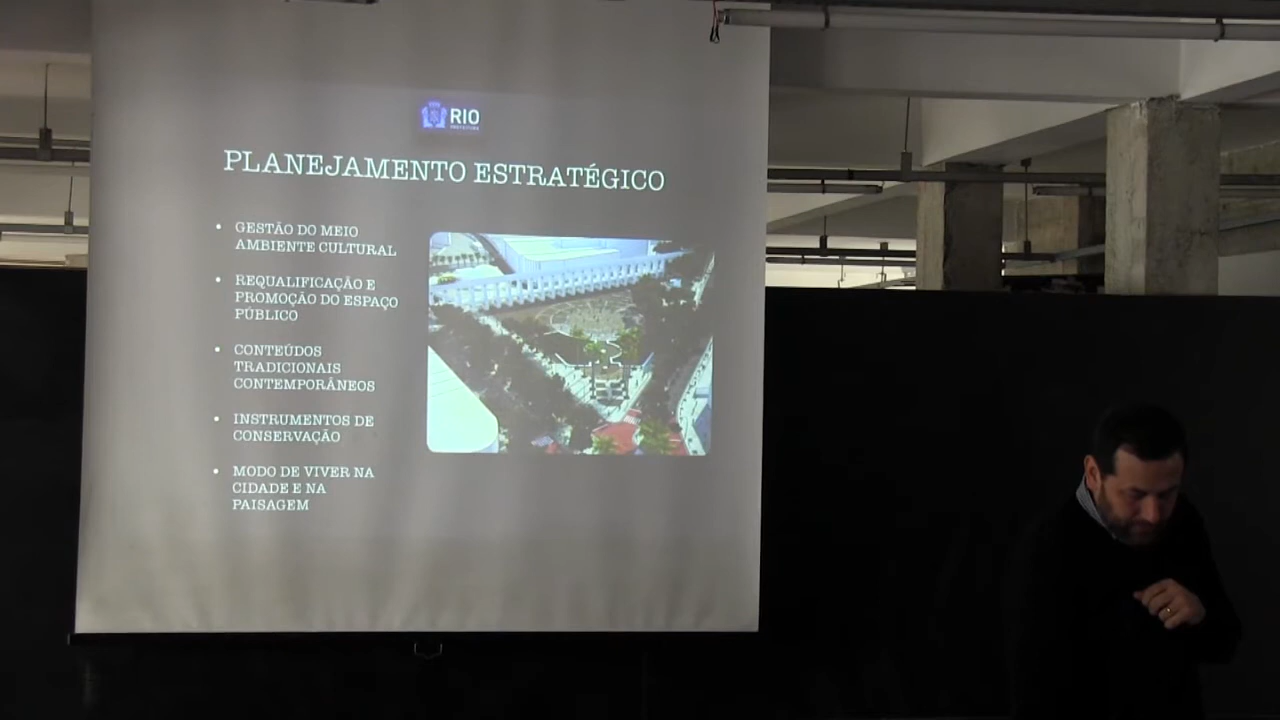 RIO
PREFEITURA
PLANEJAMENTO ESTRATÉGICO
• GESTÃO DO MEIO
AMBIENTE CULTURAL
• REQUALIFICAÇÃO E
PROMOÇÃO DO ESPAÇO
PÚBLICO
• CONTEÚDOS
TRADICIONAIS
CONTEMPORÂNEOS
• INSTRUMENTOS DE
CONSERVAÇÃO
• MODO DE VIVER NA
CIDADE E NA
PAISAGEM